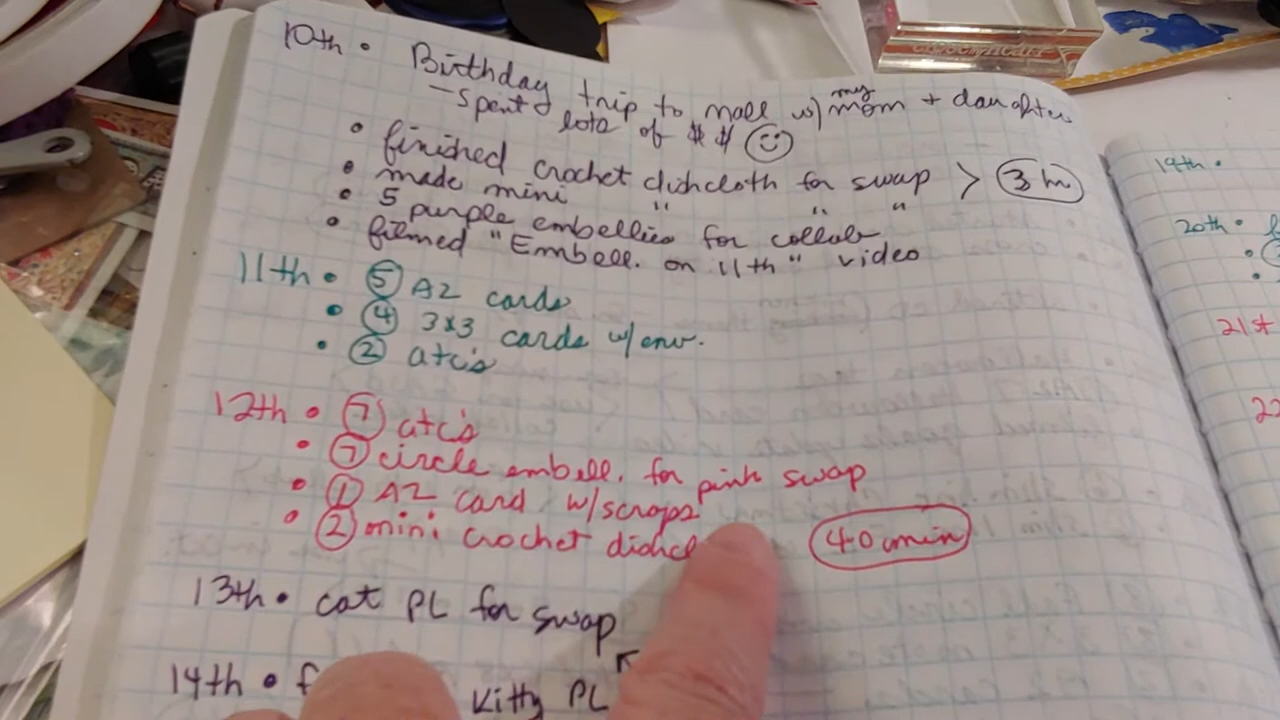 10th • Birthday trip to mall w/ my mom + daughter
- spent lots of $$
• finished crochet dishcloth for swap > 3 hr
• made mini " " "
• 5 purple embellies for collab
• filmed "Embell. on 11th" video
11th • 5 A2 cards
• 4 3x3 cards w/ env.
• 2 atc's
12th • 7 atc's
• 7 circle embell. for pink swap
• 1 A2 card w/ scraps
• 2 mini crochet dishcl
40 min
13th • cat PL for swap
14th • f
Kitty PL
19th •
20th •
21st
22